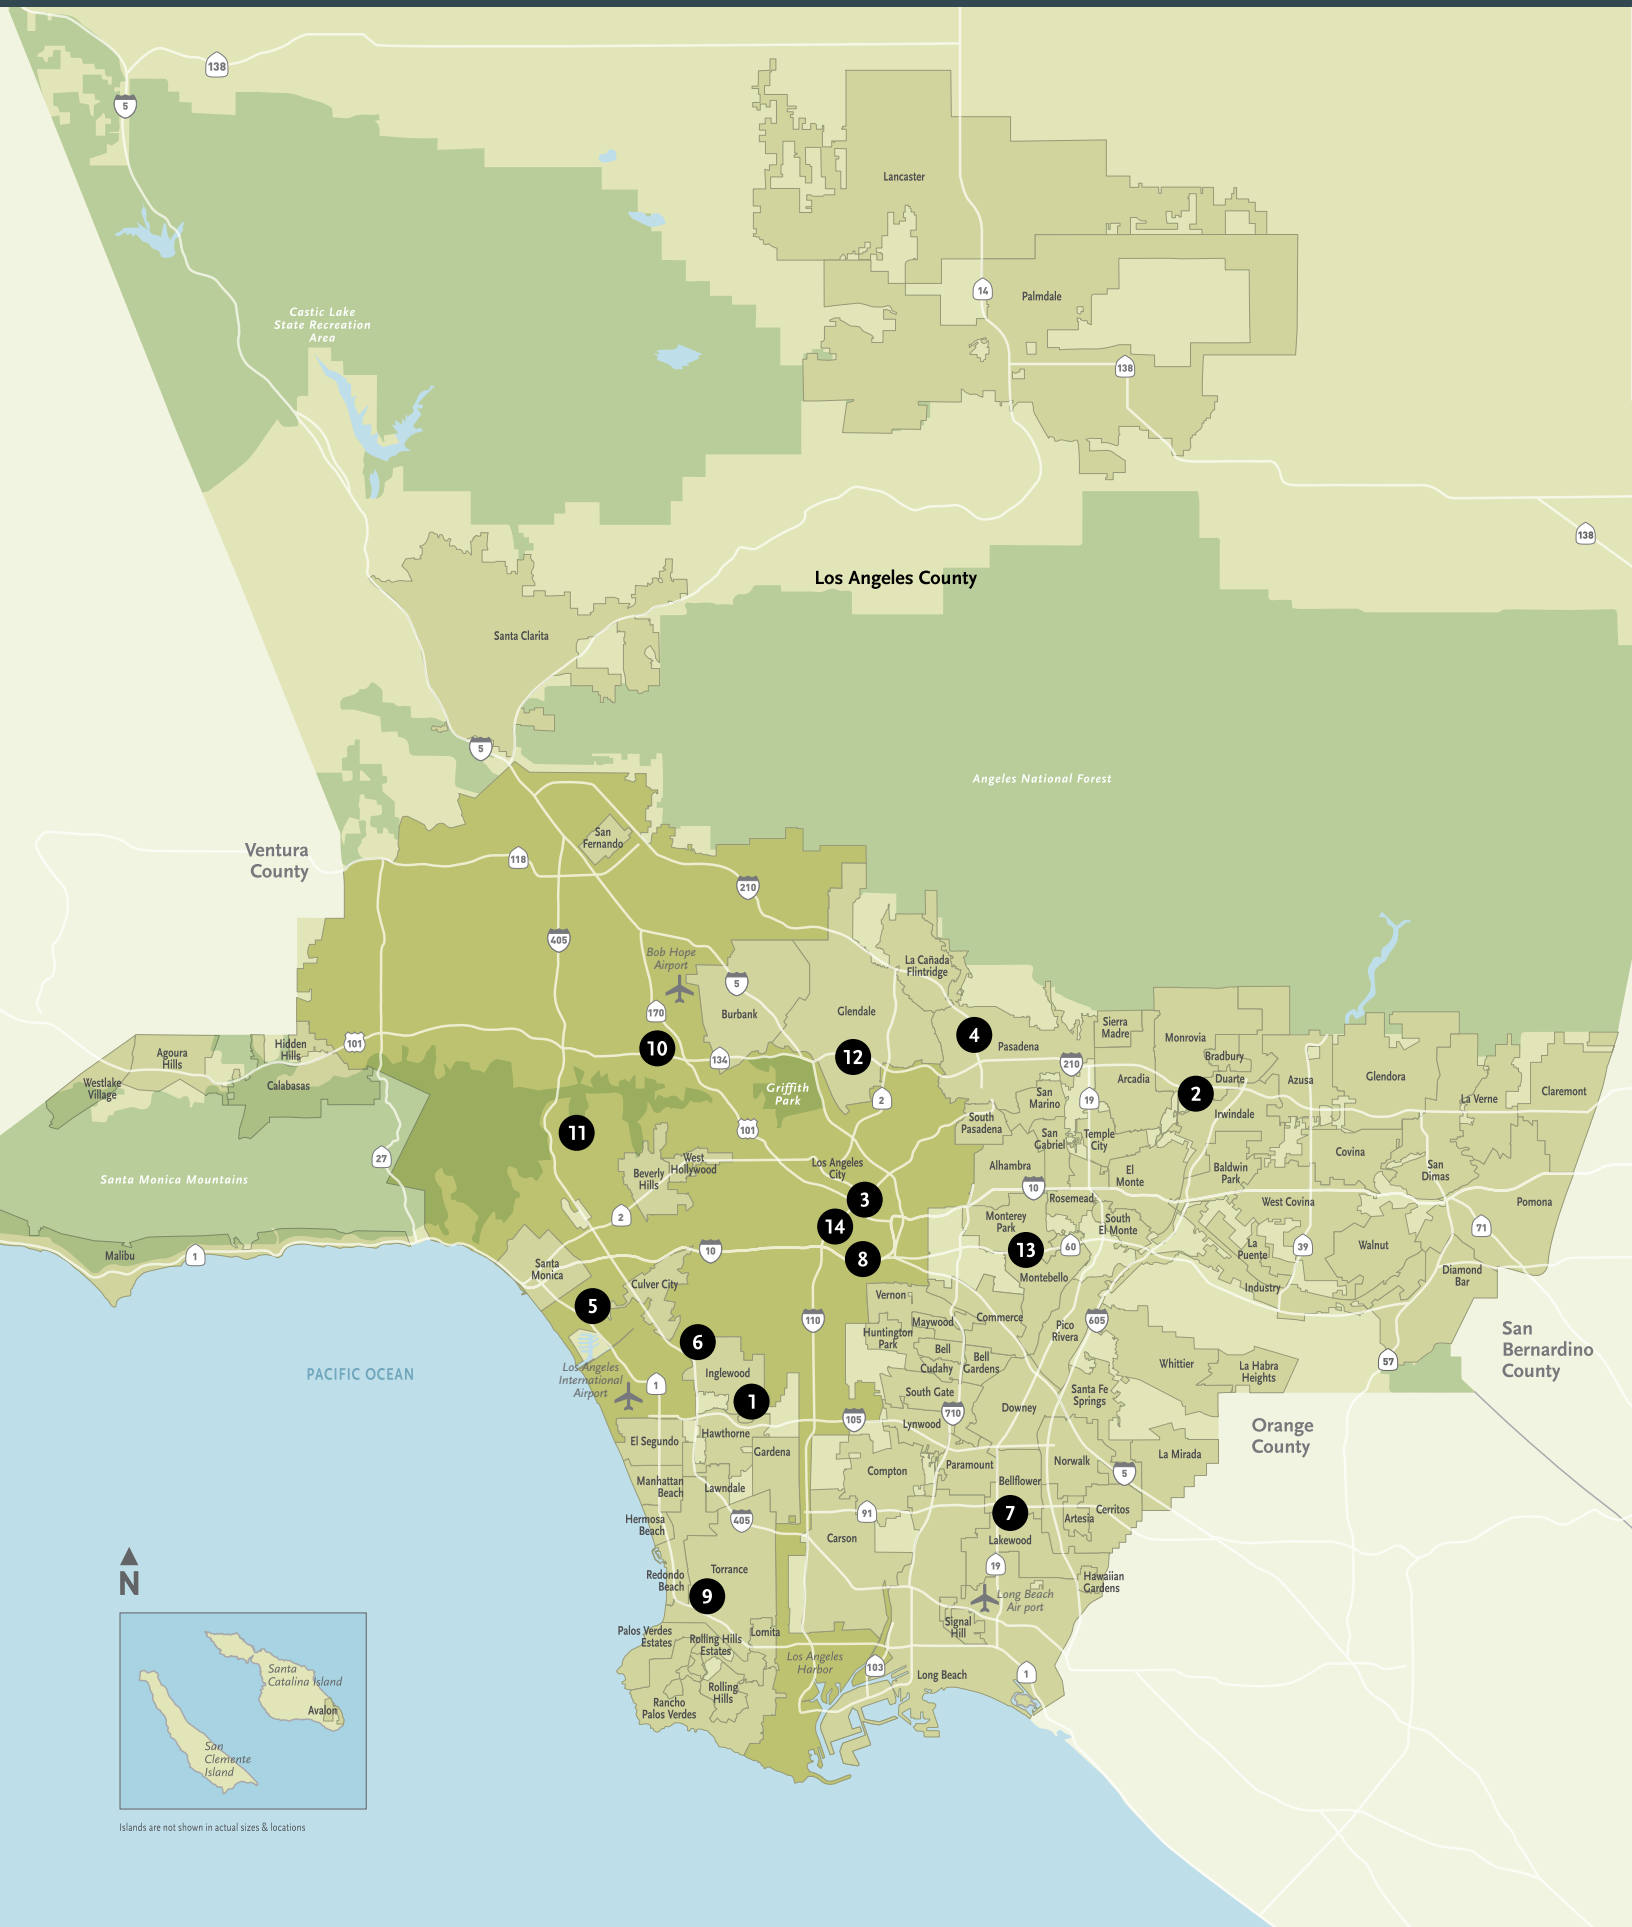 138
5
Lancaster
14
Palmdale
Castic Lake
State Recreation
Area
138
138
Los Angeles County
Santa Clarita
5
Angeles National Forest
Ventura
County
San
Fernando
118
210
405
Bob Hope
Airport
La Cañada
Flintridge
5
170
Burbank
Glendale
4
Pasadena
Sierra
Madre
Monrovia
Bradbury
Duarte
101
Hidden
Hills
Agoura
Hills
Westlake
Village
Calabasas
10
134
12
210
Arcadia
2
Azusa
Glendora
La Verne
Claremont
Griffith
Park
2
San
Marino
19
Irwindale
11
101
South
Pasadena
San
Gabriel
Temple
City
Covina
27
Santa Monica Mountains
Beverly
Hills
West
Hollywood
Los Angeles
City
Alhambra
El
Monte
Baldwin
Park
San
Dimas
10
Rosemead
West Covina
Pomona
3
2
14
Monterey
Park
South
El Monte
71
Malibu
1
Santa
Monica
10
8
13
60
La
Puente
39
Walnut
Culver City
Montebello
Industry
Diamond
Bar
5
Vernon
110
Maywood
Commerce
Pico
Rivera
605
6
Huntington
Park
Bell
Cudahy
Bell
Gardens
Whittier
La Habra
Heights
57
San
Bernardino
County
PACIFIC OCEAN
Los Angeles
International
Airport
Inglewood
1
1
South Gate
Santa Fe
Springs
105
710
Downey
Lynwood
Orange
County
El Segundo
Hawthorne
Gardena
La Mirada
Compton
Paramount
Norwalk
5
Manhattan
Beach
Lawndale
Bellflower
405
91
7
Cerritos
Artesia
Hermosa
Beach
Carson
Lakewood
19
Torrance
Redondo
Beach
9
Hawaiian
Gardens
Long Beach
Air port
Signal
Hill
N
Palos Verdes
Estates
Rolling Hills
Estates
Lomita
Los Angeles
Harbor
103
Long Beach
1
Rolling
Hills
Rancho
Palos Verdes
Santa
Catalina Island
Avalon
San
Clemente
Island
Islands are not shown in actual sizes & locations